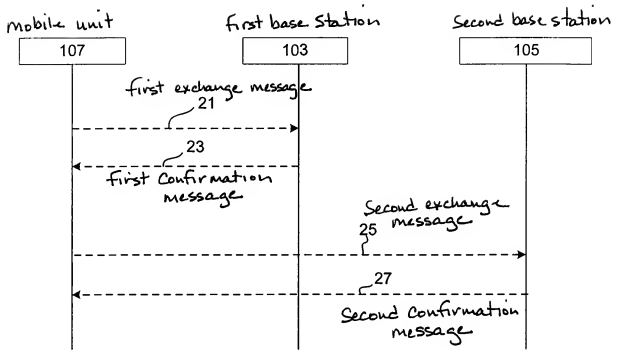 mobile unit
first base station
Second base station
107
103
105
first exchange message
21
23
first Confirmation
message
Second exchange
message
25
27
Second Confirmation
message